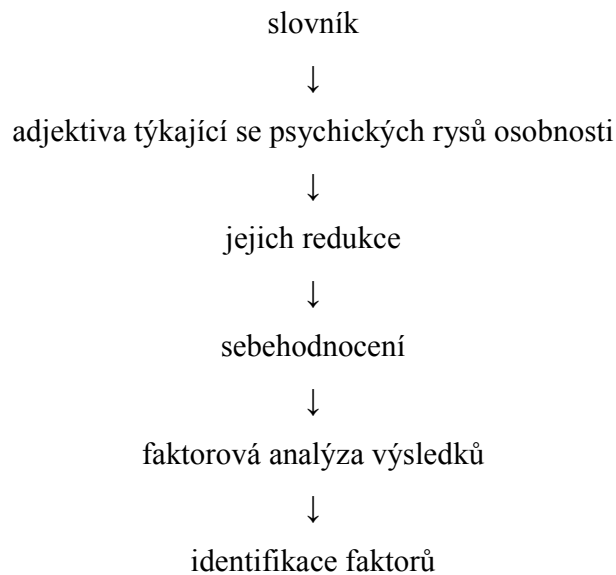 slovník
↓
adjektiva týkající se psychických rysů osobnosti
↓
jejich redukce
↓
sebehodnocení
↓
faktorová analýza výsledků
↓
identifikace faktorů